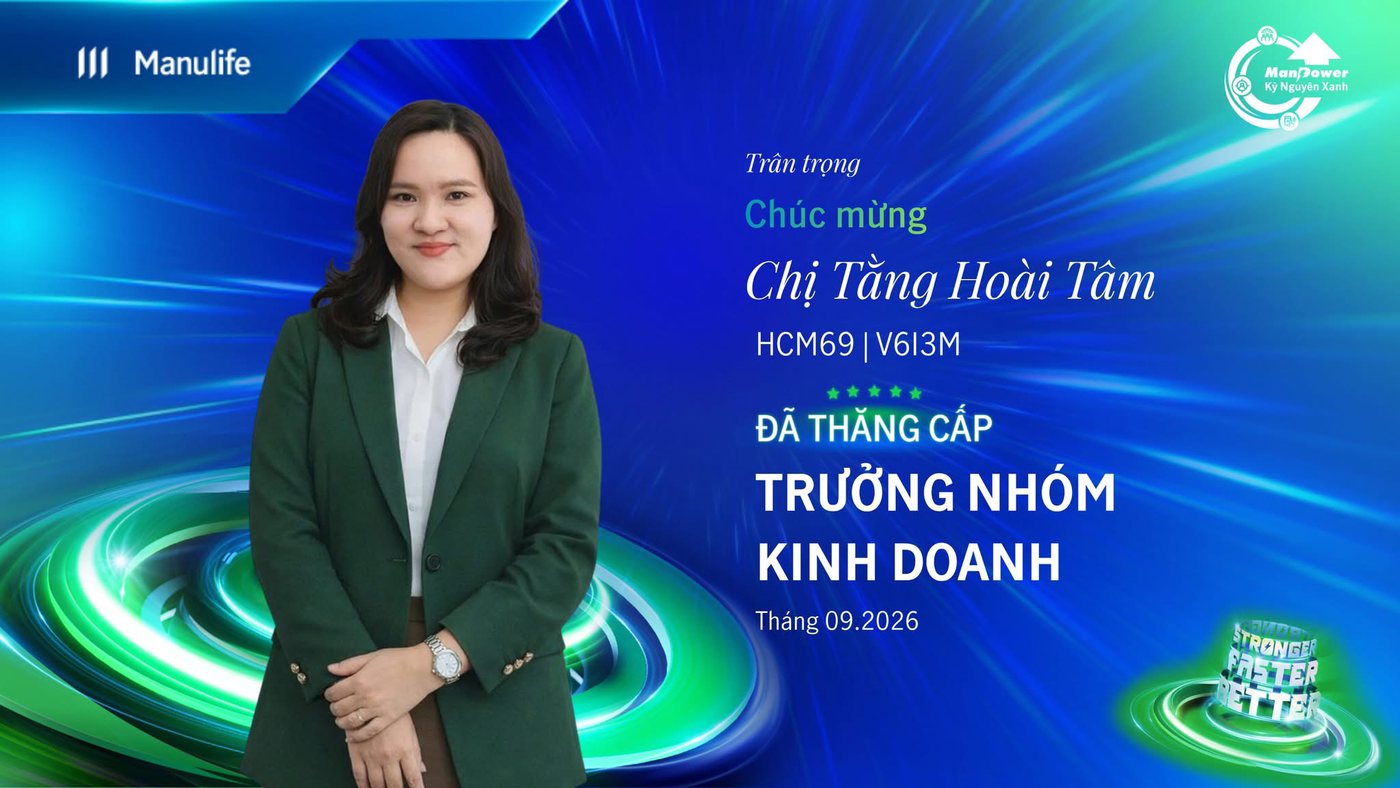 Manulife
ManPower
Kỷ Nguyên Xanh
Trân trọng
Chúc mừng
Chị Tằng Hoài Tâm
HCM69 | V6I3M
ĐÃ THĂNG CẤP
TRƯỞNG NHÓM
KINH DOANH
Tháng 09.2026
STRONGER
FASTER
BETTER